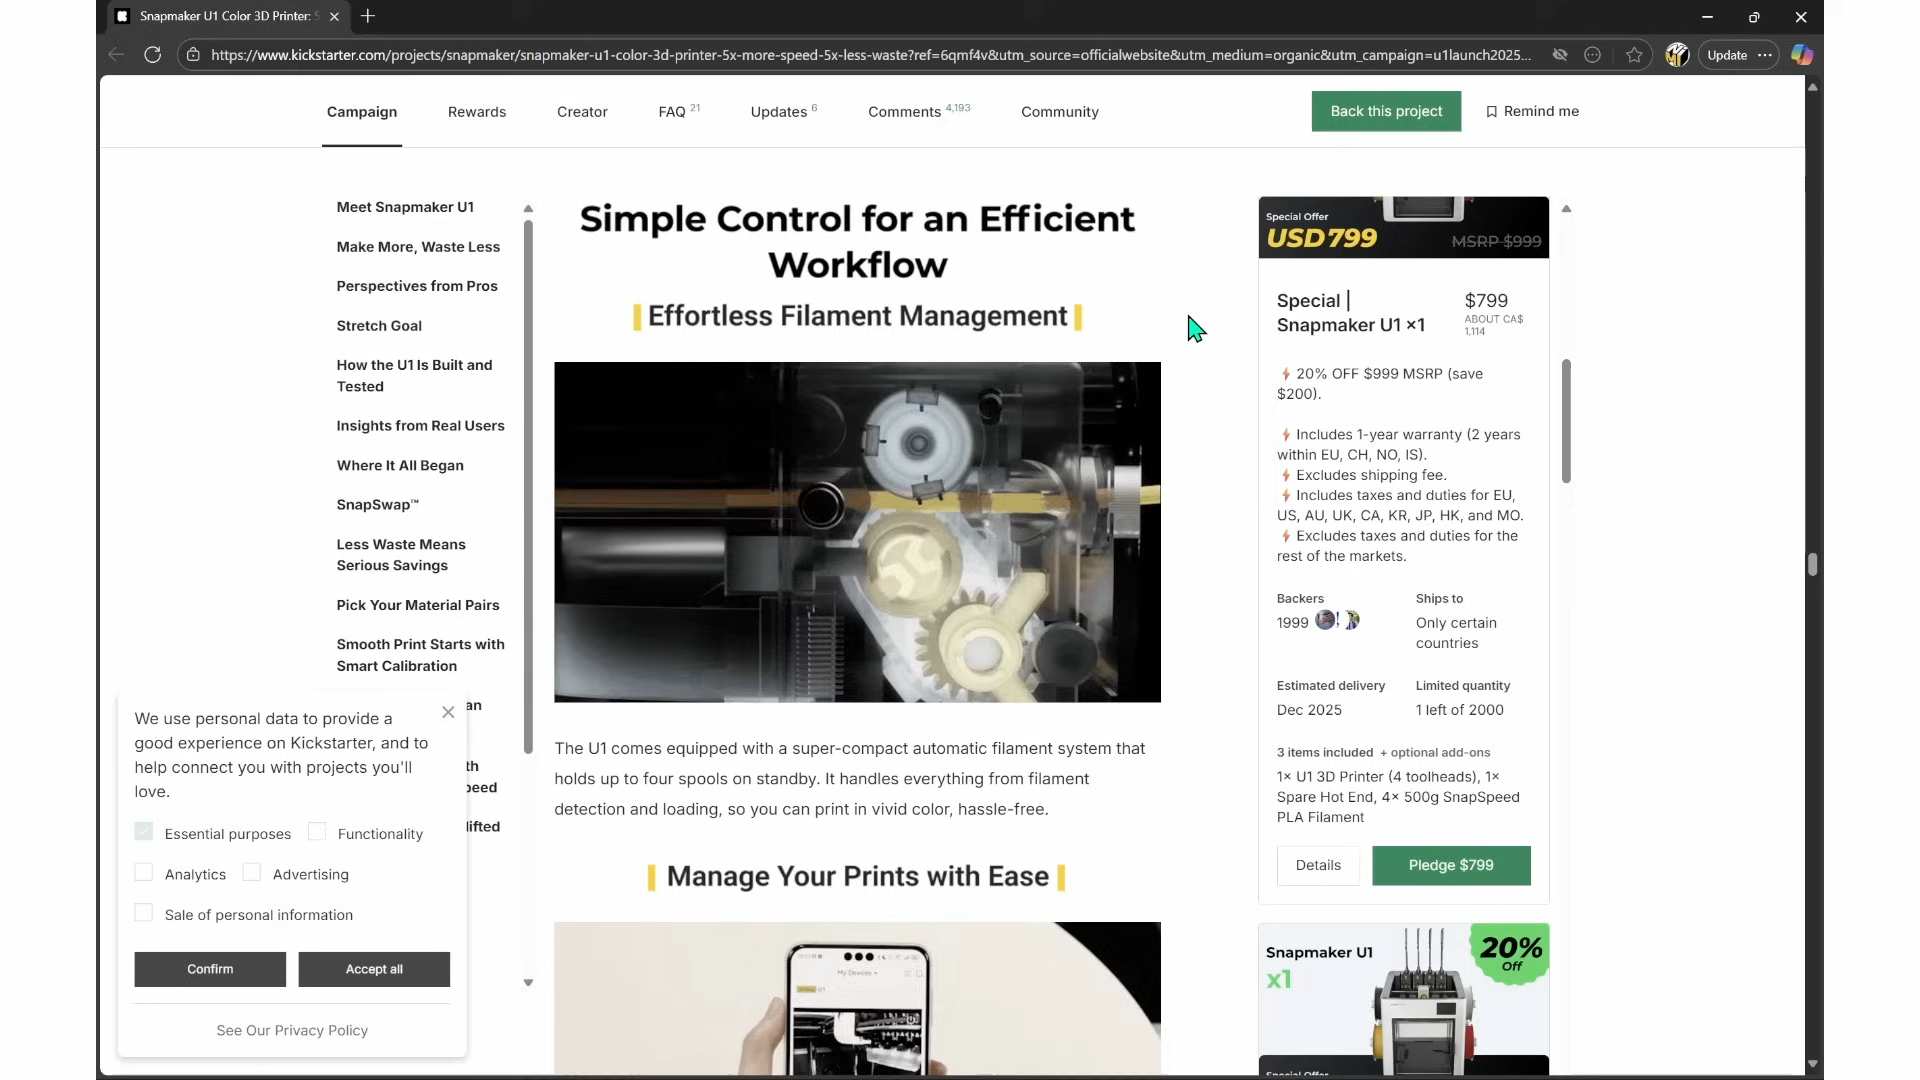 Snapmaker U1 Color 3D Printer: 5
https://www.kickstarter.com/projects/snapmaker/snapmaker-u1-color-3d-printer-5x-more-speed-5x-less-waste?ref=6qmf4v&utm_source=officialwebsite&utm_medium=organic&utm_campaign=u1launch2025...
Update
Campaign
Rewards
Creator
FAQ 21
Updates 6
Comments 4,193
Community
Back this project
Remind me
Meet Snapmaker U1
Make More, Waste Less
Perspectives from Pros
Stretch Goal
How the U1 Is Built and
Tested
Insights from Real Users
Where It All Began
SnapSwap™
Less Waste Means
Serious Savings
Pick Your Material Pairs
Smooth Print Starts with
Smart Calibration
an
th
peed
lifted
We use personal data to provide a
good experience on Kickstarter, and to
help connect you with projects you'll
love.
Essential purposes
Functionality
Analytics
Advertising
Sale of personal information
Confirm
Accept all
See Our Privacy Policy
Simple Control for an Efficient
Workflow
Effortless Filament Management
The U1 comes equipped with a super-compact automatic filament system that
holds up to four spools on standby. It handles everything from filament
detection and loading, so you can print in vivid color, hassle-free.
Manage Your Prints with Ease
My Devices
U1
Special Offer
USD 799
MSRP $999
Special |
Snapmaker U1 ×1
$799
ABOUT CA$
1,114
20% OFF $999 MSRP (save
$200).
Includes 1-year warranty (2 years
within EU, CH, NO, IS).
Excludes shipping fee.
Includes taxes and duties for EU,
US, AU, UK, CA, KR, JP, HK, and MO.
Excludes taxes and duties for the
rest of the markets.
Backers
1999
Ships to
Only certain
countries
Estimated delivery
Dec 2025
Limited quantity
1 left of 2000
3 items included + optional add-ons
1× U1 3D Printer (4 toolheads), 1×
Spare Hot End, 4× 500g SnapSpeed
PLA Filament
Details
Pledge $799
Snapmaker U1
x1
20%
Off
Special Offer